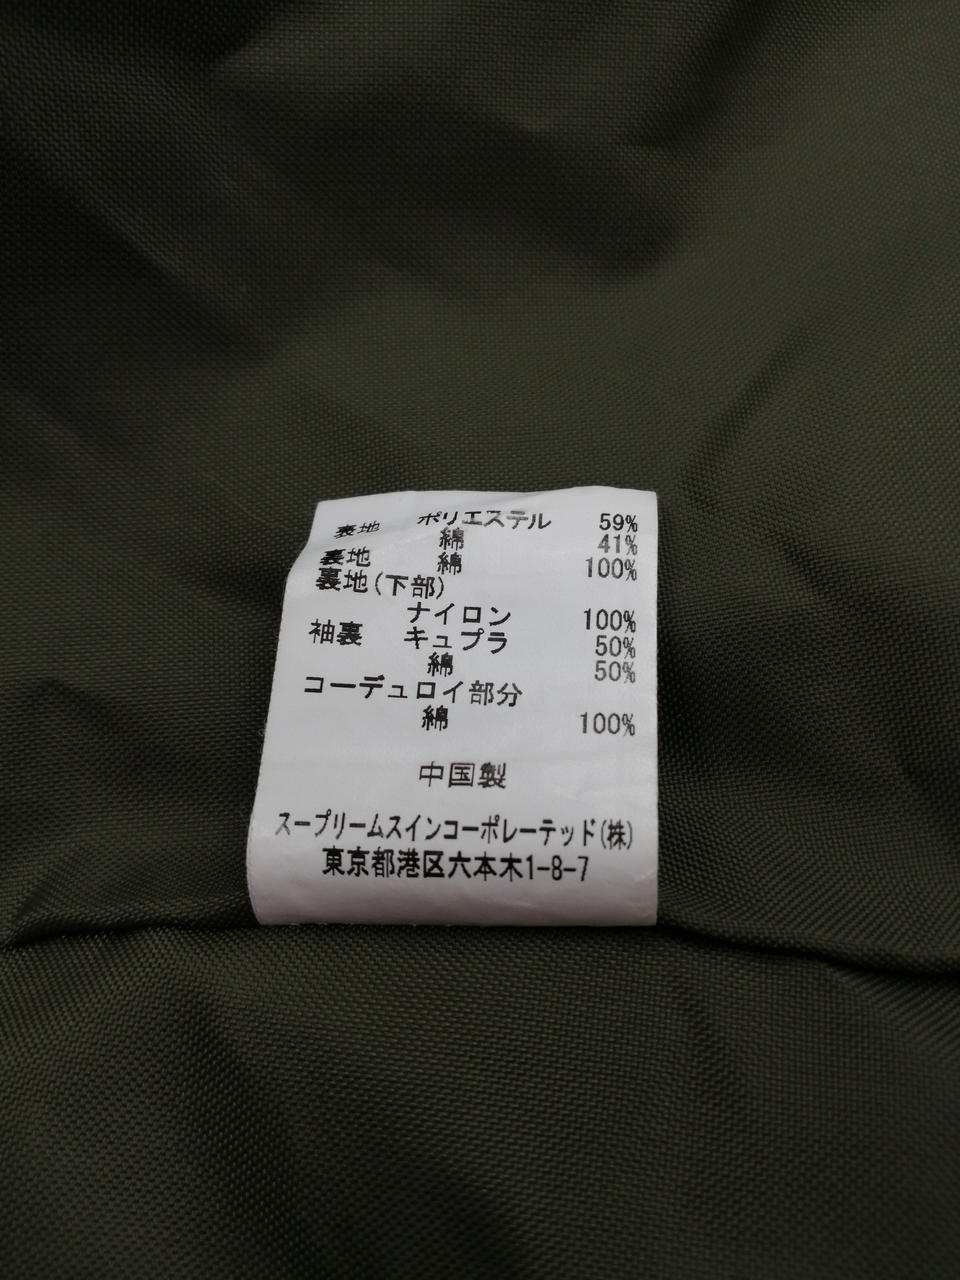 表地 ポリエステル 59%
綿 41%
裏地 綿 100%
裏地(下部)
ナイロン 100%
袖裏 キュプラ 50%
綿 50%
コーデュロイ部分
綿 100%
中国製
スープリームスインコーポレーテッド(株)
東京都港区六本木1-8-7